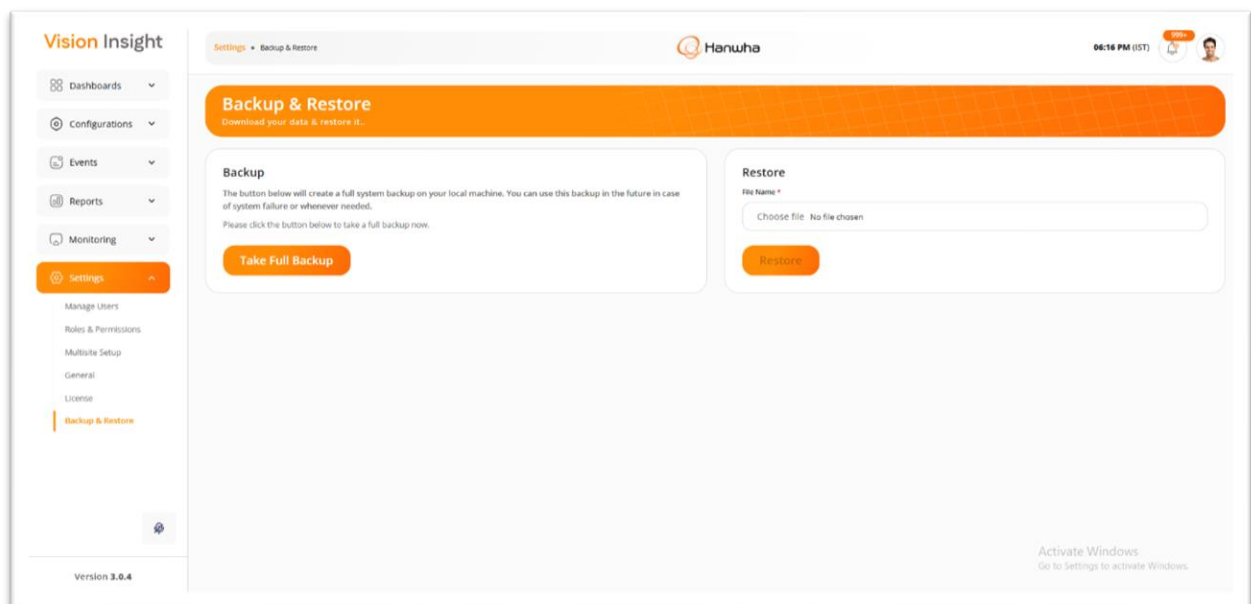 Vision Insight
Settings • Backup & Restore
Hanwha
06:16 PM (IST)
999+
Dashboards
Configurations
Events
Reports
Monitoring
Settings
Manage Users
Roles & Permissions
Multisite Setup
General
License
Backup & Restore
Version 3.0.4
Backup & Restore
Download your data & restore it..
Backup
The button below will create a full system backup on your local machine. You can use this backup in the future in case
of system failure or whenever needed.
Please click the button below to take a full backup now.
Take Full Backup
Restore
File Name *
Choose file No file chosen
Restore
Activate Windows
Go to Settings to activate Windows.